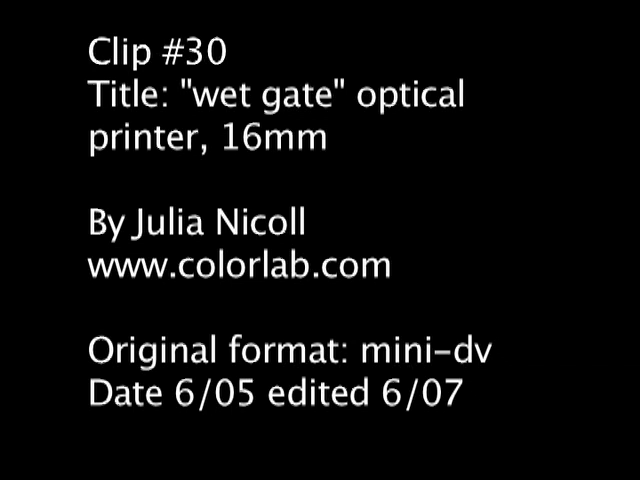 Clip #30
Title: "wet gate" optical
printer, 16mm
By Julia Nicoll
www.colorlab.com
Original format: mini-dv
Date 6/05 edited 6/07